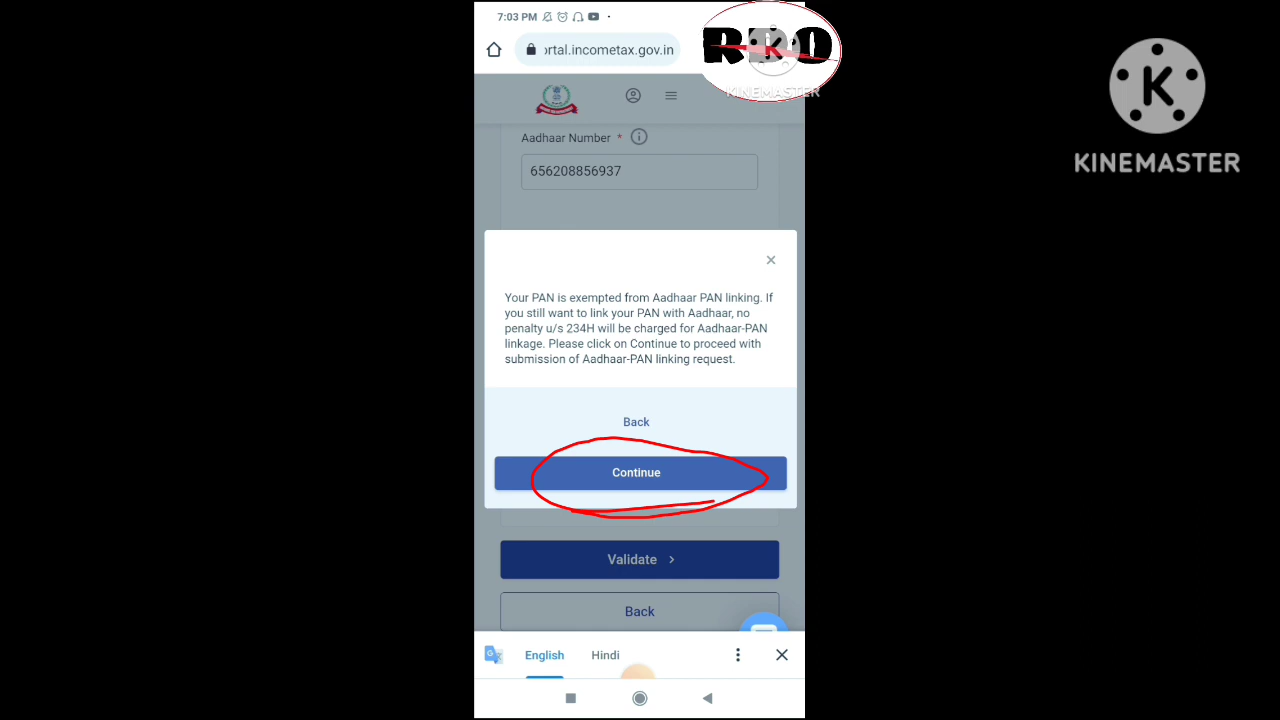 7:03 PM
ortal.incometax.gov.in
RBO
KINEMASTER
K
KINEMASTER
Aadhaar Number * i
656208856937
Your PAN is exempted from Aadhaar PAN linking. If
you still want to link your PAN with Aadhaar, no
penalty u/s 234H will be charged for Aadhaar-PAN
linkage. Please click on Continue to proceed with
submission of Aadhaar-PAN linking request.
Back
Continue
Validate
Back
English Hindi